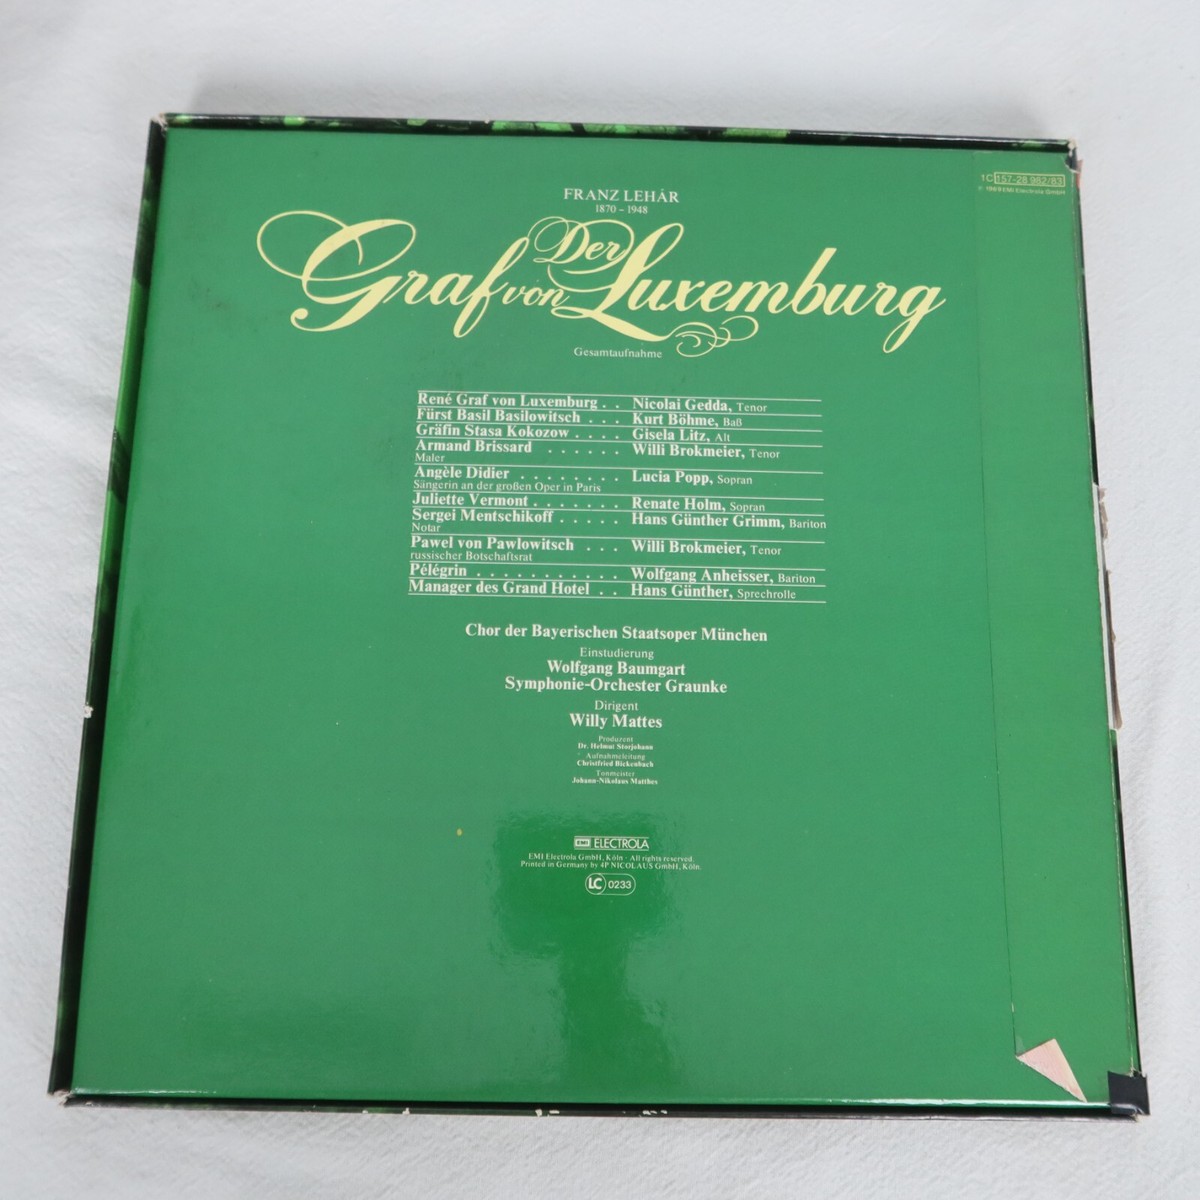 1C 157-28 982/83
℗ 1969 EMI Electrola GmbH
FRANZ LEHÁR
1870 – 1948
Der
Graf von Luxemburg
Gesamtaufnahme
René Graf von Luxemburg . . Nicolai Gedda, Tenor
Fürst Basil Basilowitsch . . . Kurt Böhme, Baß
Gräfin Stasa Kokozow . . . . Gisela Litz, Alt
Armand Brissard . . . . . . Willi Brokmeier, Tenor
Maler
Angèle Didier . . . . . . . . Lucia Popp, Sopran
Sängerin an der großen Oper in Paris
Juliette Vermont . . . . . . . Renate Holm, Sopran
Sergei Mentschikoff . . . . . Hans Günther Grimm, Bariton
Notar
Pawel von Pawlowitsch . . . Willi Brokmeier, Tenor
russischer Botschaftsrat
Pélégrin . . . . . . . . . . . Wolfgang Anheisser, Bariton
Manager des Grand Hotel . . Hans Günther, Sprechrolle
Chor der Bayerischen Staatsoper München
Einstudierung
Wolfgang Baumgart
Symphonie-Orchester Graunke
Dirigent
Willy Mattes
Produzent
Dr. Helmut Storjohann
Aufnahmeleitung
Christfried Bickenbach
Tonmeister
Johann-Nikolaus Matthes
EMI ELECTROLA
EMI Electrola GmbH, Köln · All rights reserved.
Printed in Germany by 4P NICOLAUS GmbH, Köln.
LC 0233